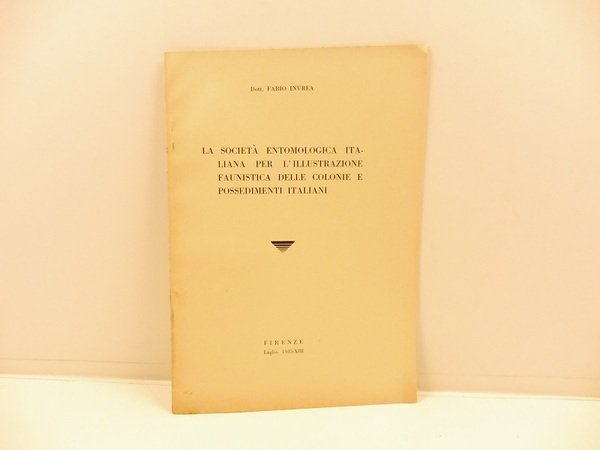 Dott. FABIO INVREA
LA SOCIETÀ ENTOMOLOGICA ITA-
LIANA PER L'ILLUSTRAZIONE
FAUNISTICA DELLE COLONIE E
POSSEDIMENTI ITALIANI
FIRENZE
Luglio 1935-XIII